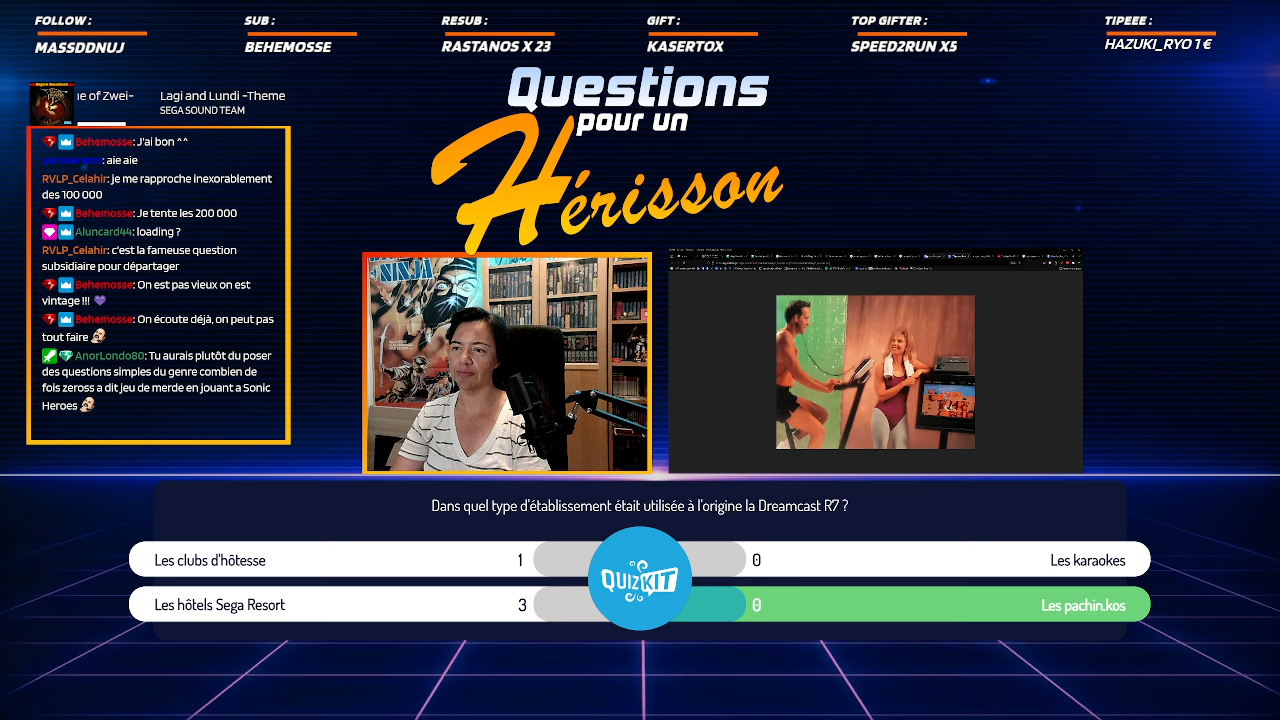 FOLLOW :
MASSDDNUJ
SUB :
BEHEMOSSE
RESUB :
RASTANOS X 23
GIFT :
KASERTOX
TOP GIFTER :
SPEED2RUN X5
TIPEEE :
HAZUKI_RYO 1 €
Questions
pour un
Hérisson
e of Zwei-
Lagi and Lundi -Theme
SEGA SOUND TEAM
Behemosse: J'ai bon ^^
: aie aie
RVLP_Celahir: je me rapproche inexorablement
des 100 000
Behemosse: Je tente les 200 000
Aluncard44: loading ?
RVLP_Celahir: c'est la fameuse question
subsidiaire pour départager
Behemosse: On est pas vieux on est
vintage !!! 💜
Behemosse: On écoute déjà, on peut pas
tout faire
AnorLondo80: Tu aurais plutôt du poser
des questions simples du genre combien de
fois zeross a dit jeu de merde en jouant a Sonic
Heroes
NINJA
Dans quel type d'établissement était utilisée à l'origine la Dreamcast R7 ?
Les clubs d'hôtesse 1
0 Les karaokes
Les hôtels Sega Resort 3
0 Les pachin.kos
QUIZKIT